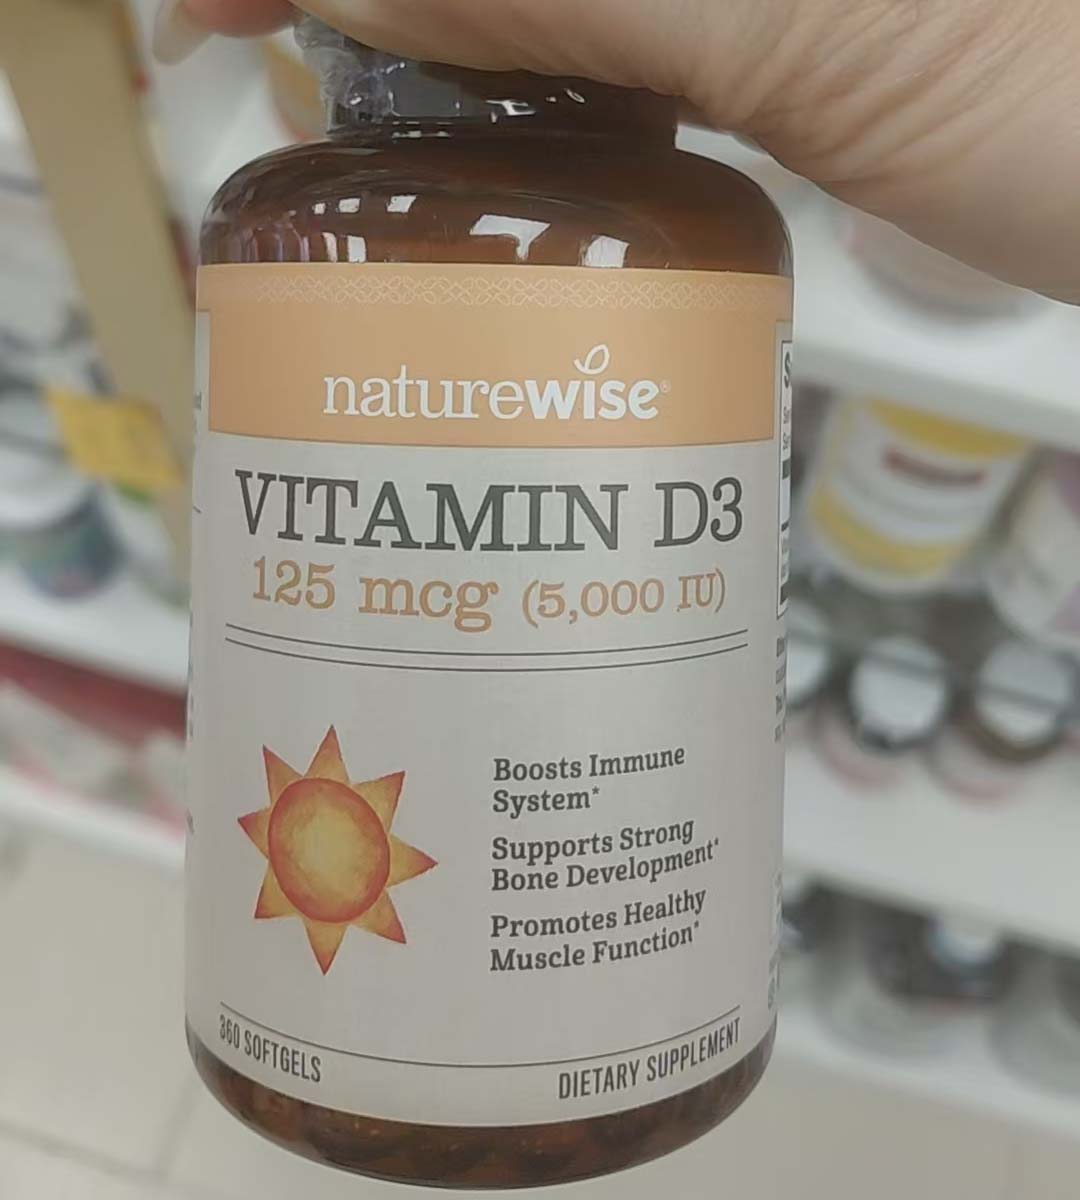 naturewise®
VITAMIN D3
125 mcg (5,000 IU)
Boosts Immune
System*
Supports Strong
Bone Development*
Promotes Healthy
Muscle Function*
360 SOFTGELS
DIETARY SUPPLEMENT